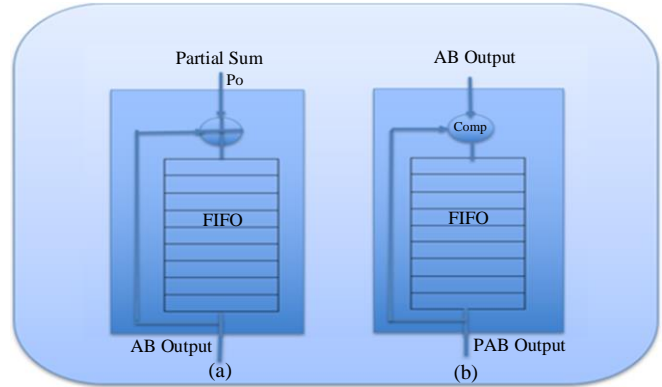 Partial Sum
Po
FIFO
AB Output
(a)
AB Output
Comp
FIFO
PAB Output
(b)